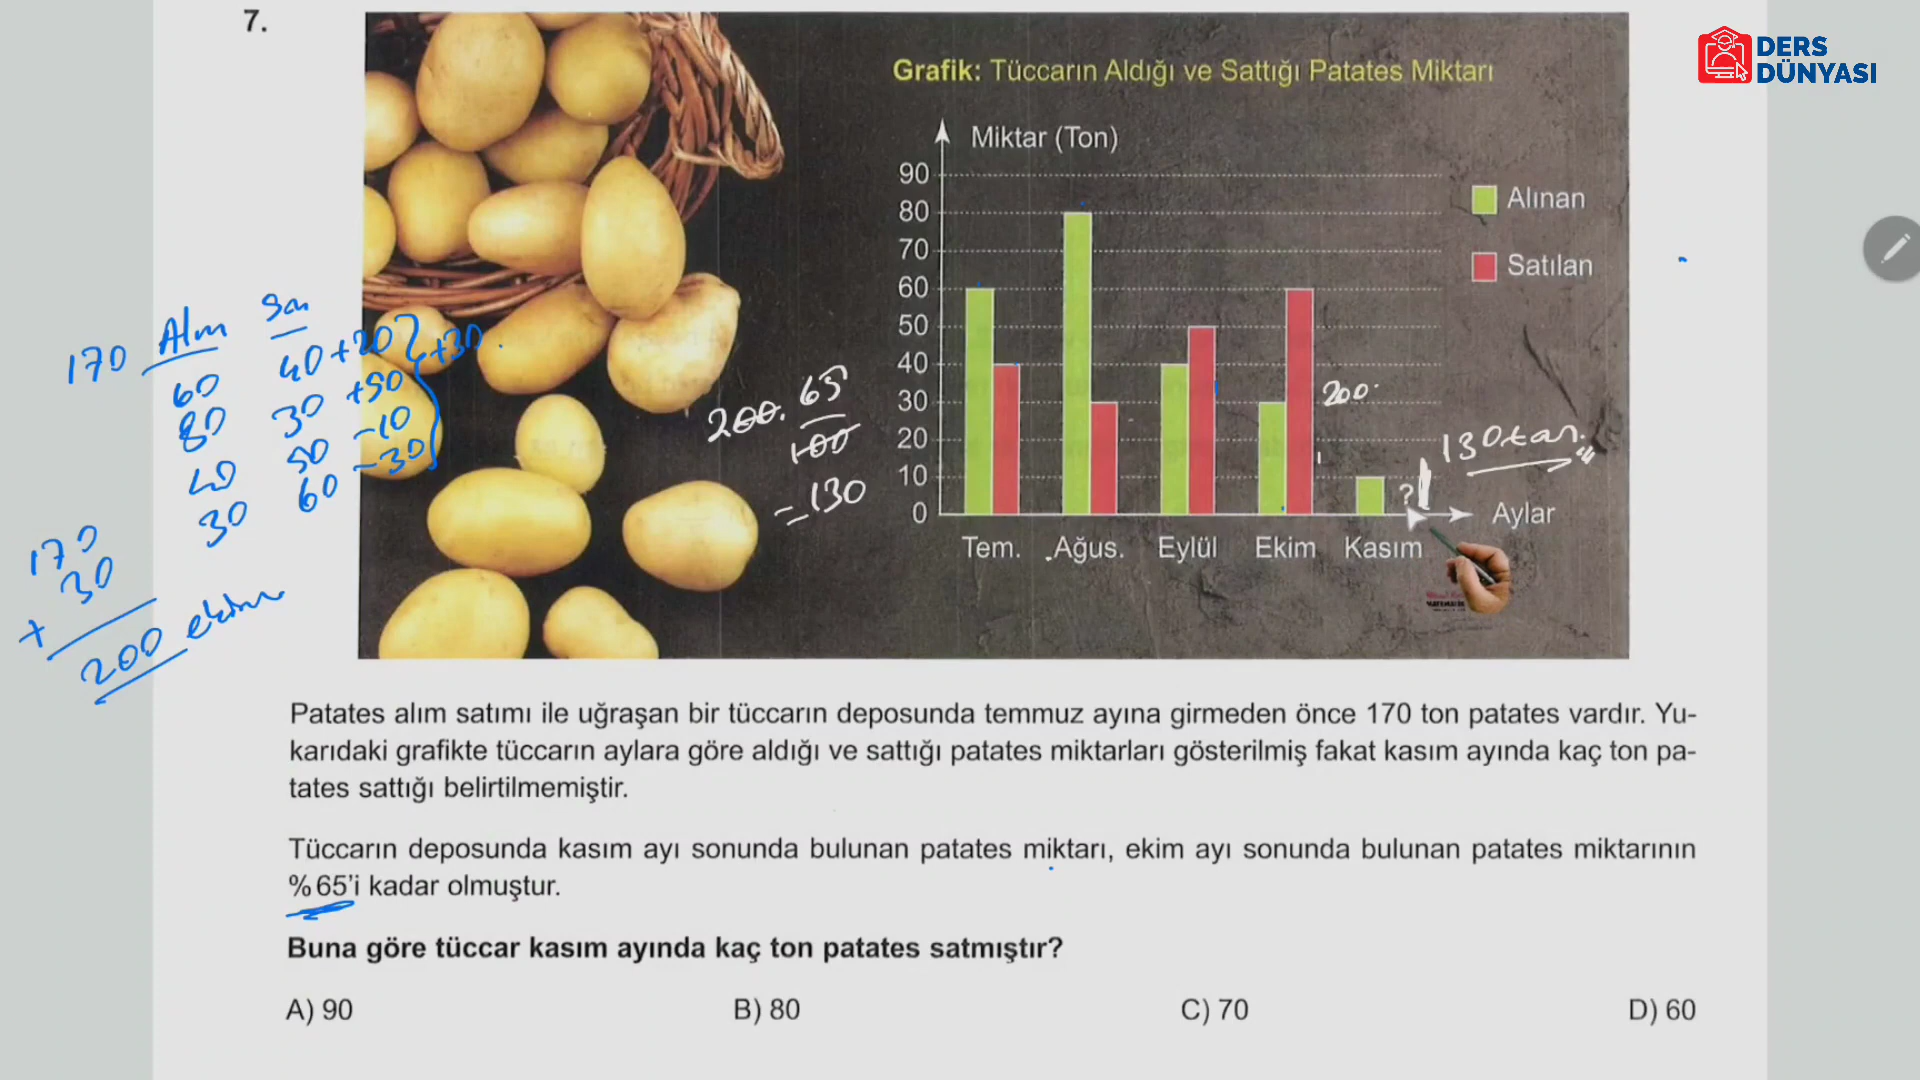 7.
DERS
DÜNYASI
Grafik: Tüccarın Aldığı ve Sattığı Patates Miktarı
Miktar (Ton)
90
80
70
60
50
40
30
20
10
0
Alınan
Satılan
Tem. Ağus. Eylül Ekim Kasım
Aylar
?
170 Alım Satı
60 40 +20
80 30 +50
40 50 -10
30 60 -30
+30
170
30
+
200 ekim
200. 65
100
= 130
200
130 ton
Patates alım satımı ile uğraşan bir tüccarın deposunda temmuz ayına girmeden önce 170 ton patates vardır. Yu-
karıdaki grafikte tüccarın aylara göre aldığı ve sattığı patates miktarları gösterilmiş fakat kasım ayında kaç ton pa-
tates sattığı belirtilmemiştir.
Tüccarın deposunda kasım ayı sonunda bulunan patates miktarı, ekim ayı sonunda bulunan patates miktarının
%65'i kadar olmuştur.
Buna göre tüccar kasım ayında kaç ton patates satmıştır?
A) 90 B) 80 C) 70 D) 60